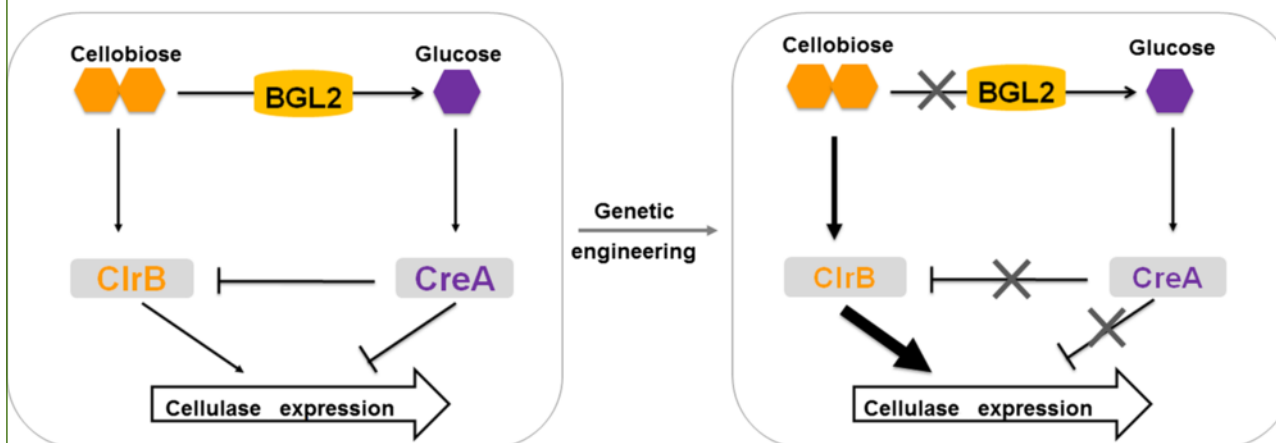 Cellobiose
Glucose
BGL2
ClrB
CreA
Cellulase expression
Genetic
engineering
Cellobiose
Glucose
BGL2
ClrB
CreA
Cellulase expression